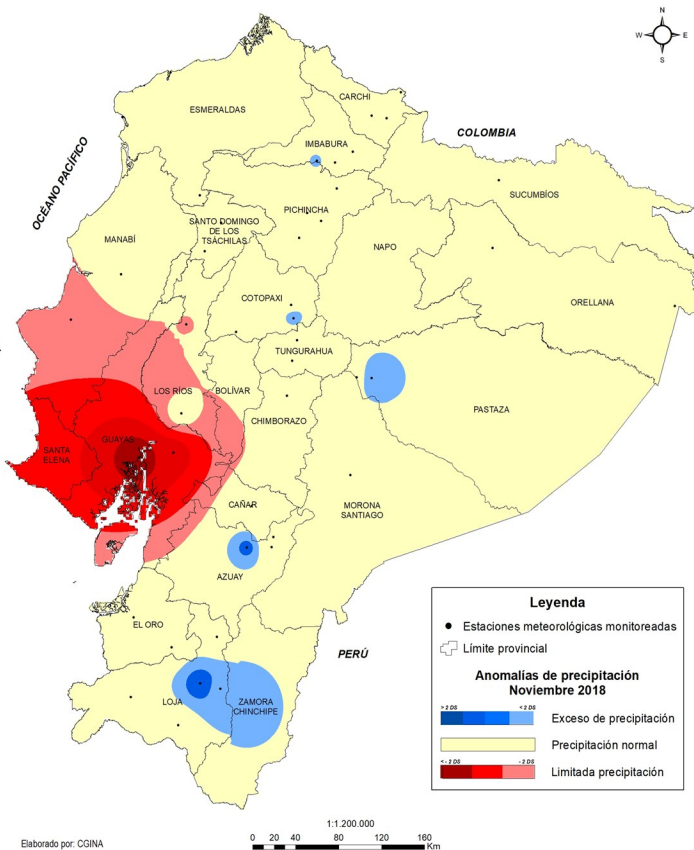 N
W E
S
ESMERALDAS
CARCHI
IMBABURA
COLOMBIA
OCÉANO PACÍFICO
SUCUMBÍOS
PICHINCHA
SANTO DOMINGO
DE LOS
TSÁCHILAS
MANABÍ
NAPO
COTOPAXI
ORELLANA
TUNGURAHUA
LOS RÍOS
BOLÍVAR
CHIMBORAZO
PASTAZA
GUAYAS
SANTA
ELENA
CAÑAR
MORONA
SANTIAGO
AZUAY
EL ORO
PERÚ
LOJA
ZAMORA
CHINCHIPE
Leyenda
Estaciones meteorológicas monitoreadas
Límite provincial
Anomalías de precipitación
Noviembre 2018
> 2 DS < 2 DS
Exceso de precipitación
Precipitación normal
< - 2 DS - 2 DS
Limitada precipitación
1:1.200.000
0 20 40 80 120 160
Km
Elaborado por: CGINA